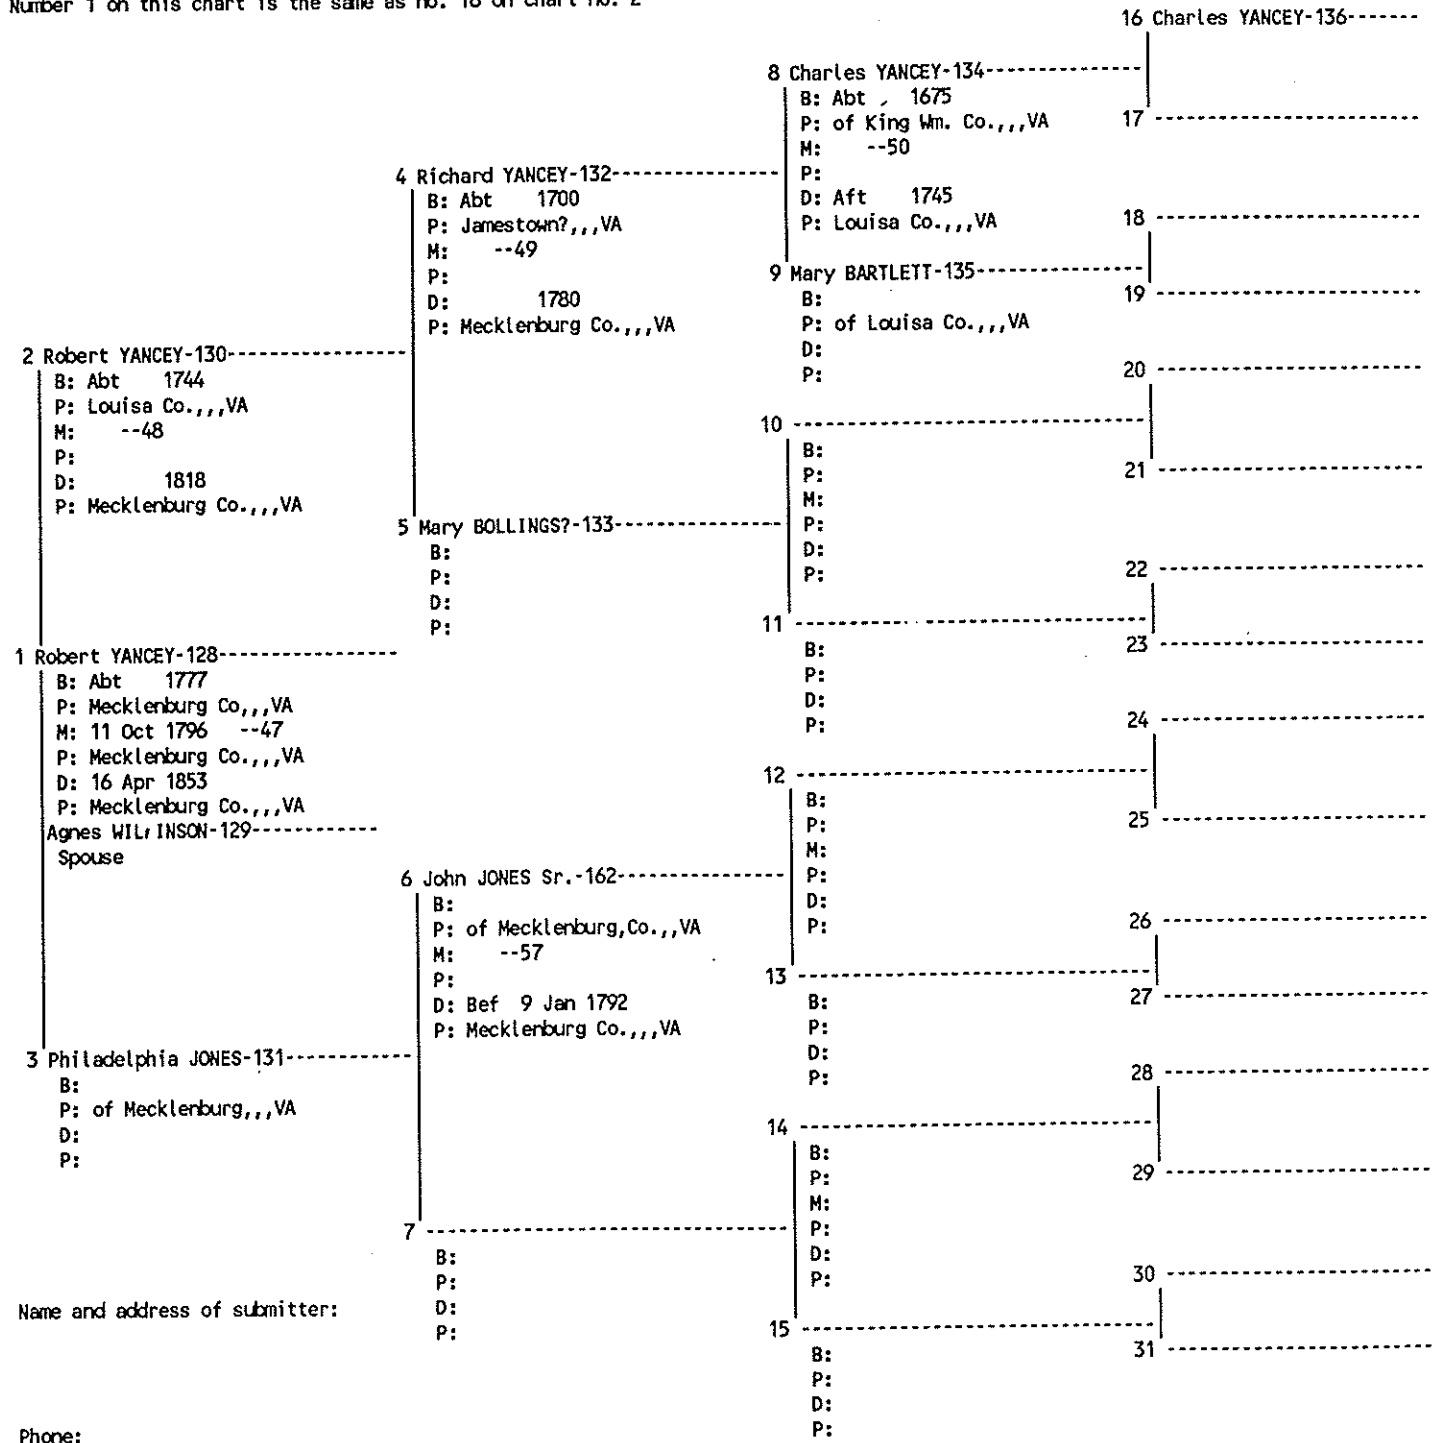 Number 1 on this chart is the same as no. 16 on chart no. 2
16 Charles YANCEY-136-------
8 Charles YANCEY-134--------------
B: Abt , 1675
P: of King Wm. Co.,,,VA
M: --50
P:
D: Aft 1745
P: Louisa Co.,,,VA
17 --------------------------
4 Richard YANCEY-132---------------
B: Abt 1700
P: Jamestown?,,,VA
M: --49
P:
D: 1780
P: Mecklenburg Co.,,,VA
18 --------------------------
9 Mary BARTLETT-135---------------
B:
P: of Louisa Co.,,,VA
D:
P:
19 --------------------------
2 Robert YANCEY-130----------------
B: Abt 1744
P: Louisa Co.,,,VA
M: --48
P:
D: 1818
P: Mecklenburg Co.,,,VA
20 --------------------------
10 --------------------------------
B:
P:
M:
P:
D:
P:
21 --------------------------
5 Mary BOLLINGS?-133---------------
B:
P:
D:
P:
22 --------------------------
11 --------------------------------
B:
P:
D:
P:
23 --------------------------
1 Robert YANCEY-128----------------
B: Abt 1777
P: Mecklenburg Co,,,VA
M: 11 Oct 1796 --47
P: Mecklenburg Co.,,,VA
D: 16 Apr 1853
P: Mecklenburg Co.,,,VA
Agnes -129------------
Spouse
24 --------------------------
12 --------------------------------
B:
P:
M:
P:
D:
P:
25 --------------------------
6 John JONES Sr.-162---------------
B:
P: of Mecklenburg,Co.,,VA
M: --57
P:
D: Bef 9 Jan 1792
P: Mecklenburg Co.,,,VA
26 --------------------------
13 --------------------------------
B:
P:
D:
P:
27 --------------------------
3 Philadelphia JONES-131-----------
B:
P: of Mecklenburg,,,VA
D:
P:
28 --------------------------
14 --------------------------------
B:
P:
M:
P:
D:
P:
29 --------------------------
7 ---------------------------------
B:
P:
D:
P:
30 --------------------------
15 --------------------------------
B:
P:
D:
P:
31 --------------------------
Name and address of submitter:
Phone: